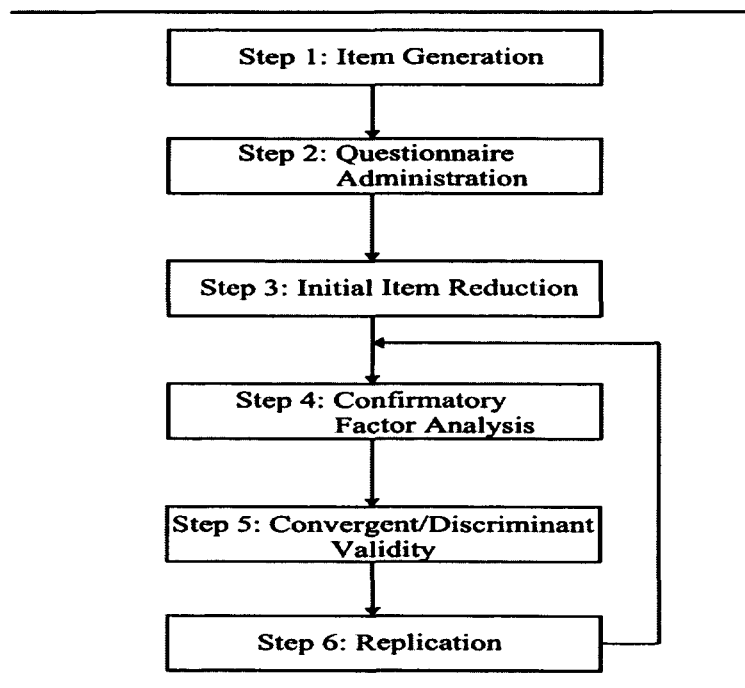 Step 1: Item Generation
Step 2: Questionnaire
Administration
Step 3: Initial Item Reduction
Step 4: Confirmatory
Factor Analysis
Step 5: Convergent/Discriminant
Validity
Step 6: Replication